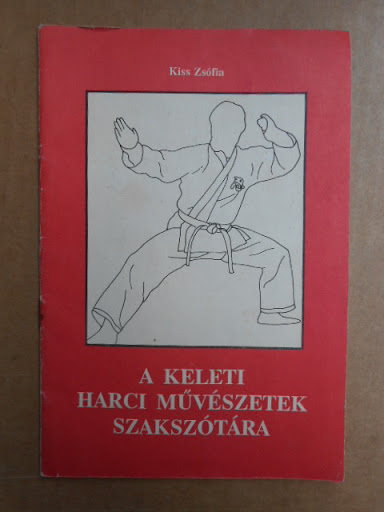 Kiss Zsófia
A KELETI
HARCI MŰVÉSZETEK
SZAKSZÓTÁRA